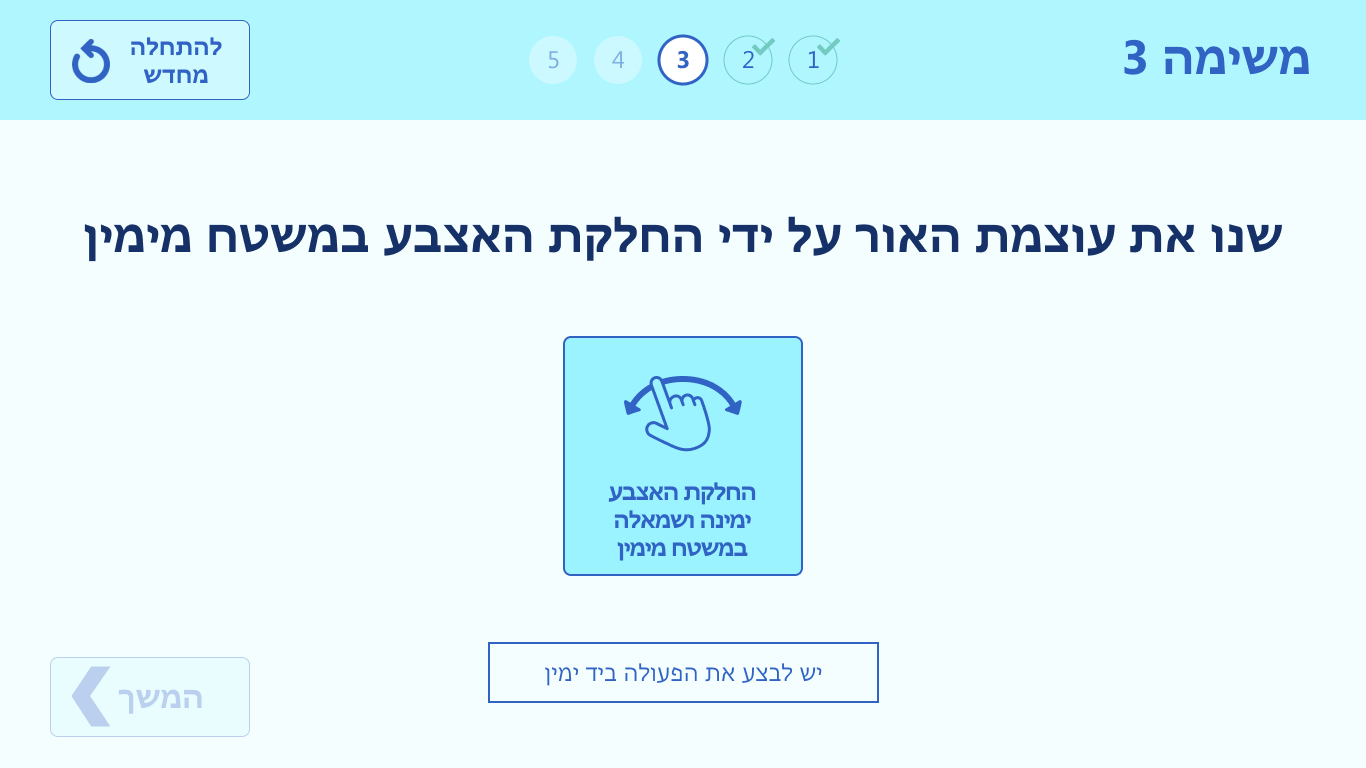 משימה 3
1
2
3
4
5
להתחלה
מחדש
שנו את עוצמת האור על ידי החלקת האצבע במשטח מימין
החלקת האצבע
ימינה ושמאלה
במשטח מימין
יש לבצע את הפעולה ביד ימין
המשך